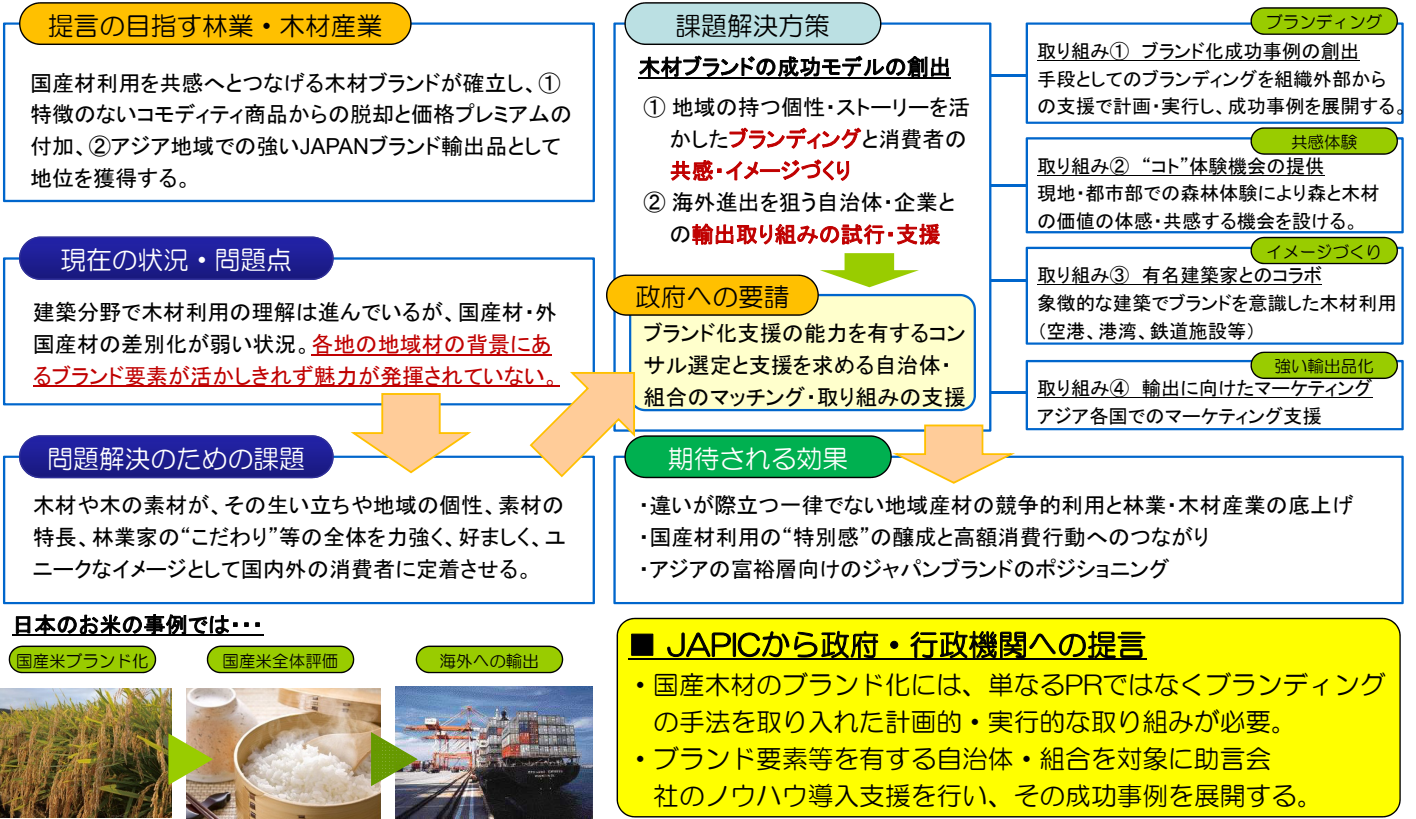 提言の目指す林業・木材産業
国産材利用を共感へとつなげる木材ブランドが確立し、①
特徴のないコモディティ商品からの脱却と価格プレミアムの
付加、②アジア地域での強いJAPANブランド輸出品として
地位を獲得する。
現在の状況・問題点
建築分野で木材利用の理解は進んでいるが、国産材・外
国産材の差別化が弱い状況。各地の地域材の背景にあ
るブランド要素が活かしきれず魅力が発揮されていない。
問題解決のための課題
木材や木の素材が、その生い立ちや地域の個性、素材の
特長、林業家の“こだわり”等の全体を力強く、好ましく、ユ
ニークなイメージとして国内外の消費者に定着させる。
課題解決方策
木材ブランドの成功モデルの創出
① 地域の持つ個性・ストーリーを活
かしたブランディングと消費者の
共感・イメージづくり
② 海外進出を狙う自治体・企業と
の輸出取り組みの試行・支援
政府への要請
ブランド化支援の能力を有するコン
サル選定と支援を求める自治体・
組合のマッチング・取り組みの支援
ブランディング
取り組み① ブランド化成功事例の創出
手段としてのブランディングを組織外部から
の支援で計画・実行し、成功事例を展開する。
共感体験
取り組み② “コト”体験機会の提供
現地・都市部での森林体験により森と木材
の価値の体感・共感する機会を設ける。
イメージづくり
取り組み③ 有名建築家とのコラボ
象徴的な建築でブランドを意識した木材利用
（空港、港湾、鉄道施設等）
強い輸出品化
取り組み④ 輸出に向けたマーケティング
アジア各国でのマーケティング支援
期待される効果
・違いが際立つ一律でない地域産材の競争的利用と林業・木材産業の底上げ
・国産材利用の“特別感”の醸成と高額消費行動へのつながり
・アジアの富裕層向けのジャパンブランドのポジショニング
日本のお米の事例では・・・
国産米ブランド化
国産米全体評価
海外への輸出
■ JAPICから政府・行政機関への提言
・国産木材のブランド化には、単なるPRではなくブランディング
の手法を取り入れた計画的・実行的な取り組みが必要。
・ブランド要素等を有する自治体・組合を対象に助言会
社のノウハウ導入支援を行い、その成功事例を展開する。